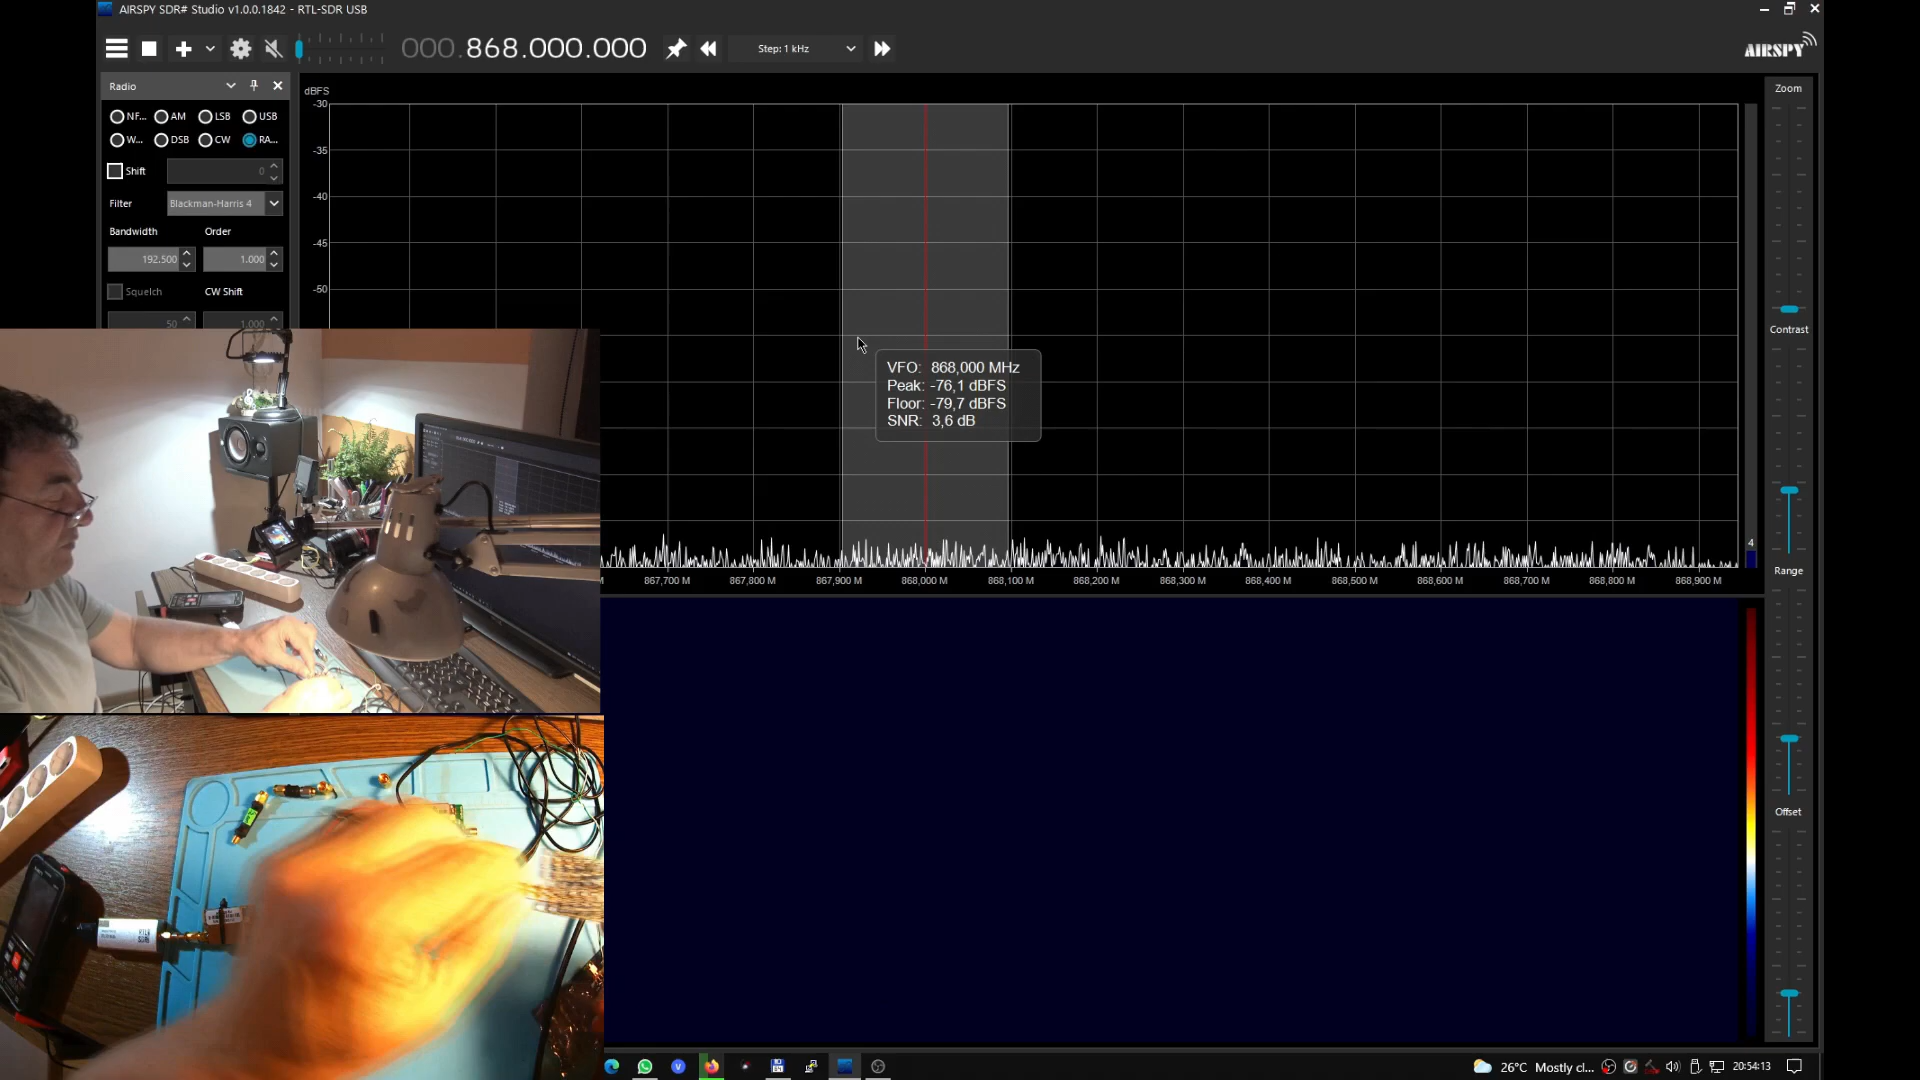 AIRSPY SDR# Studio v1.0.0.1842 - RTL-SDR USB
000.868.000.000
Step: 1 kHz
AIRSPY
Radio
NF... AM LSB USB
W... DSB CW RA...
Shift 0
Filter Blackman-Harris 4
Bandwidth Order
192.500 1.000
Squelch CW Shift
50 1.000
dBFS
-30
-35
-40
-45
-50
VFO: 868,000 MHz
Peak: -76,1 dBFS
Floor: -79,7 dBFS
SNR: 3,6 dB
4
867,700 M 867,800 M 867,900 M 868,000 M 868,100 M 868,200 M 868,300 M 868,400 M 868,500 M 868,600 M 868,700 M 868,800 M 868,900 M
Zoom
Contrast
Range
Offset
26°C Mostly cl... 20:54:13